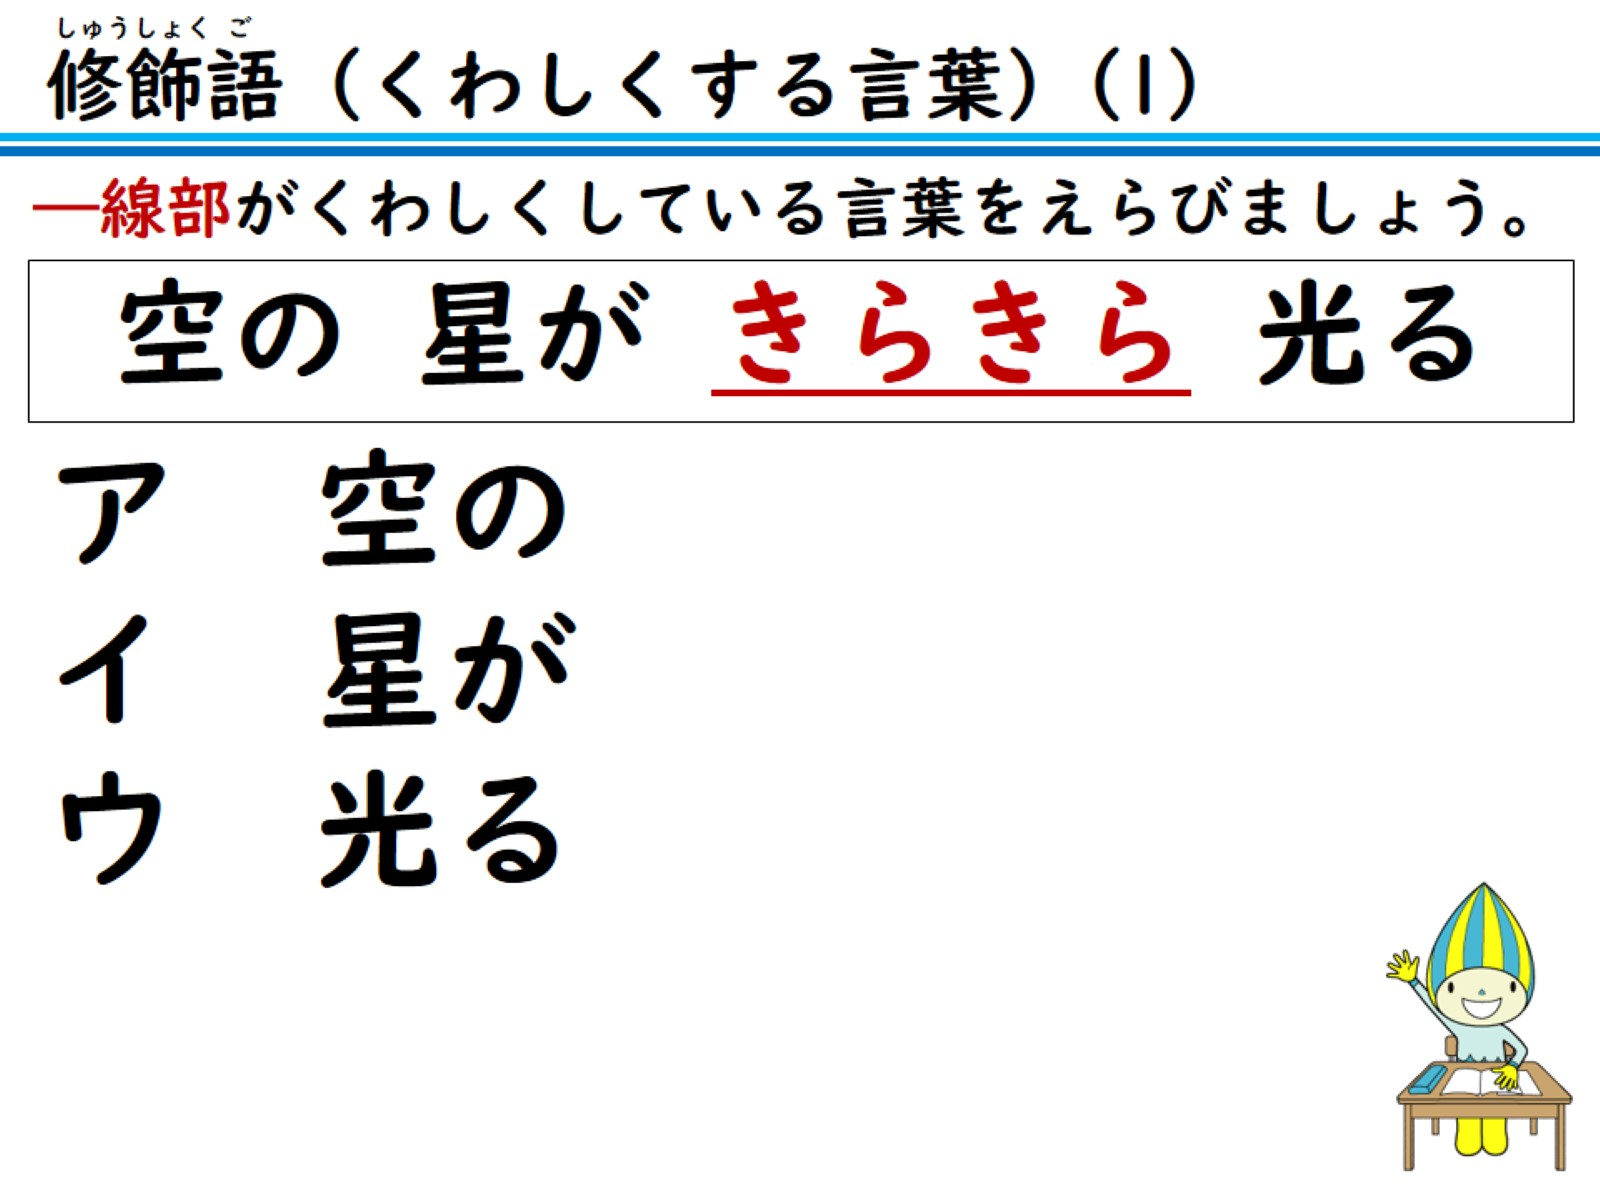 しゅうしょく ご
修飾語（くわしくする言葉）（1）
―線部がくわしくしている言葉をえらびましょう。
空の 星が きらきら 光る
ア 空の
イ 星が
ウ 光る